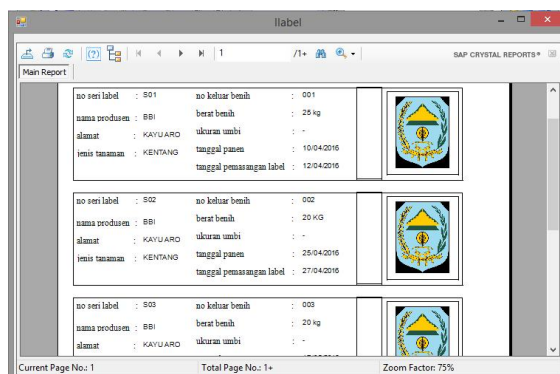 llabel
1 /1+ SAP CRYSTAL REPORTS®
Main Report
no seri label : S01 no keluar benih : 001
nama produsen : BBI berat benih : 25 kg
alamat : KAYU ARO ukuran umbi : -
jenis tanaman : KENTANG tanggal panen : 10/04/2016
tanggal pemasangan label : 12/04/2016
no seri label : S02 no keluar benih : 002
nama produsen : BBI berat benih : 20 KG
alamat : KAYU ARO ukuran umbi : -
jenis tanaman : KENTANG tanggal panen : 25/04/2016
tanggal pemasangan label : 27/04/2016
no seri label : S03 no keluar benih : 003
nama produsen : BBI berat benih : 20 kg
alamat : KAYU ARO ukuran umbi : -
Current Page No.: 1 Total Page No.: 1+ Zoom Factor: 75%